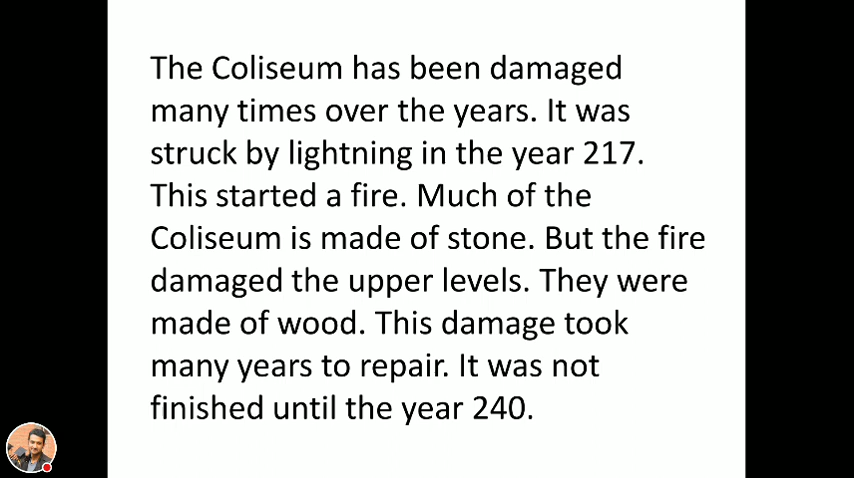 The Coliseum has been damaged
many times over the years. It was
struck by lightning in the year 217.
This started a fire. Much of the
Coliseum is made of stone. But the fire
damaged the upper levels. They were
made of wood. This damage took
many years to repair. It was not
finished until the year 240.